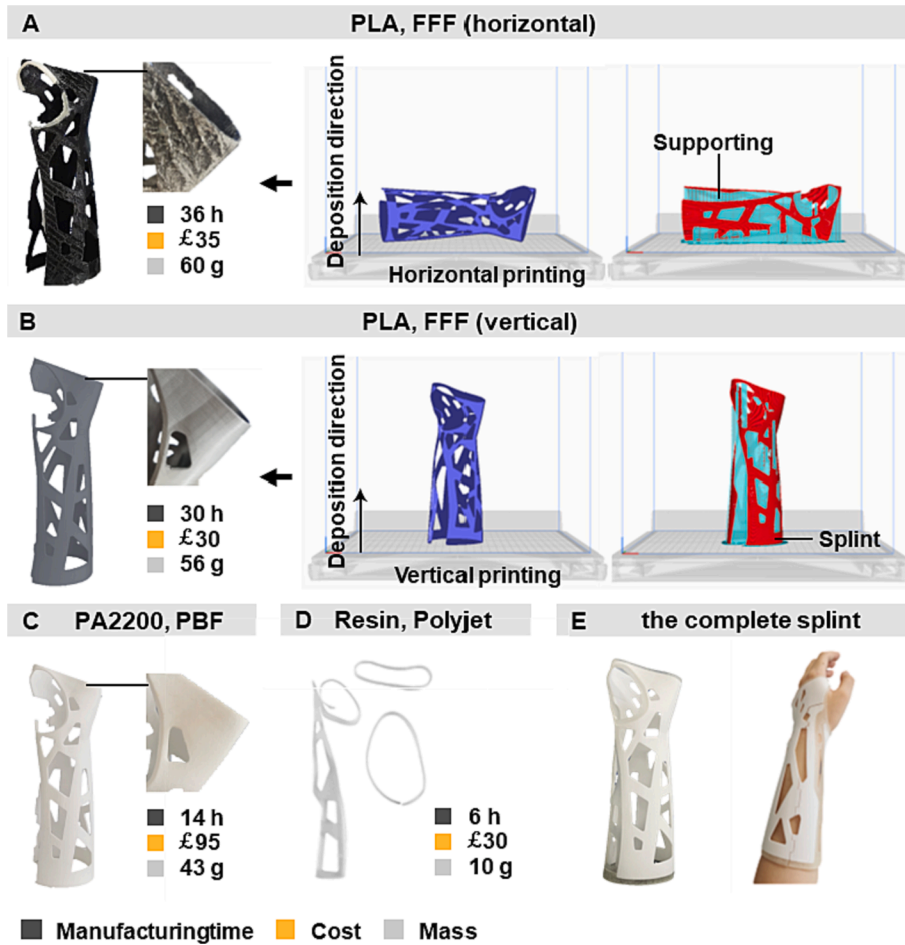 A PLA, FFF (horizontal)
Deposition direction
Supporting
36 h
£35
60 g
Horizontal printing
B PLA, FFF (vertical)
Deposition direction
30 h
£30
56 g
Splint
Vertical printing
C PA2200, PBF
D Resin, Polyjet
E the complete splint
14 h
£95
43 g
6 h
£30
10 g
Manufacturingtime Cost Mass